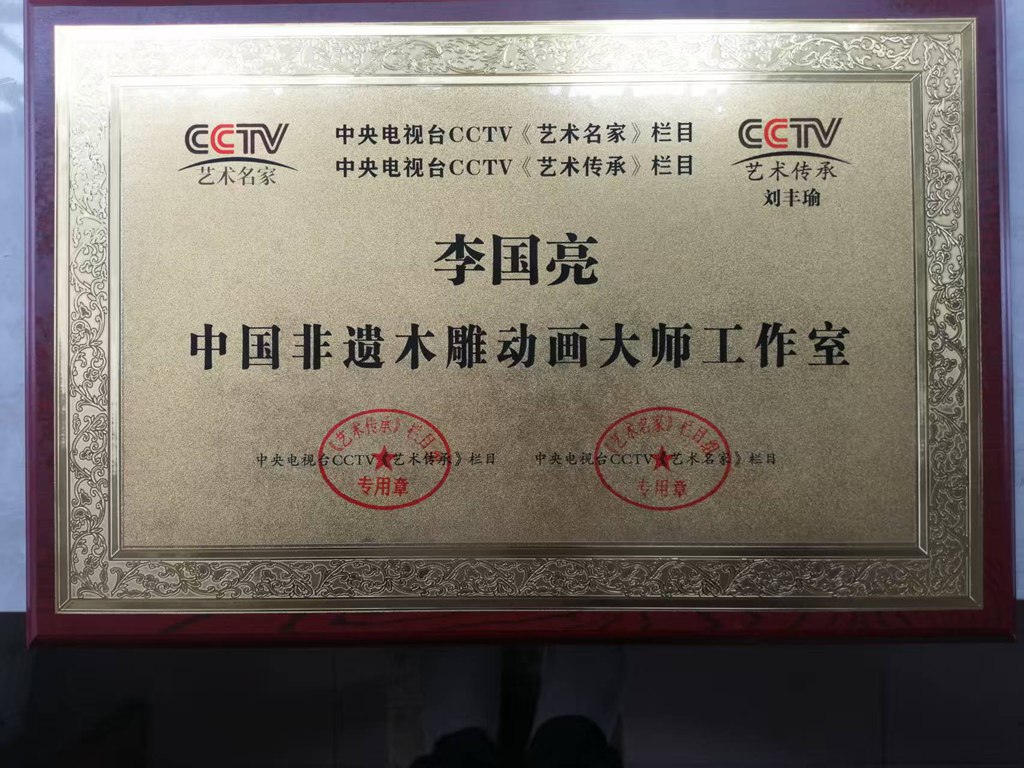 CCTV
艺术名家
中央电视台CCTV《艺术名家》栏目
中央电视台CCTV《艺术传承》栏目
CCTV
艺术传承
刘丰瑜
李国亮
中国非遗木雕动画大师工作室
《艺术传承》栏目
中央电视台CCTV《艺术传承》栏目
专用章
《艺术名家》栏目
中央电视台CCTV《艺术名家》栏目
专用章